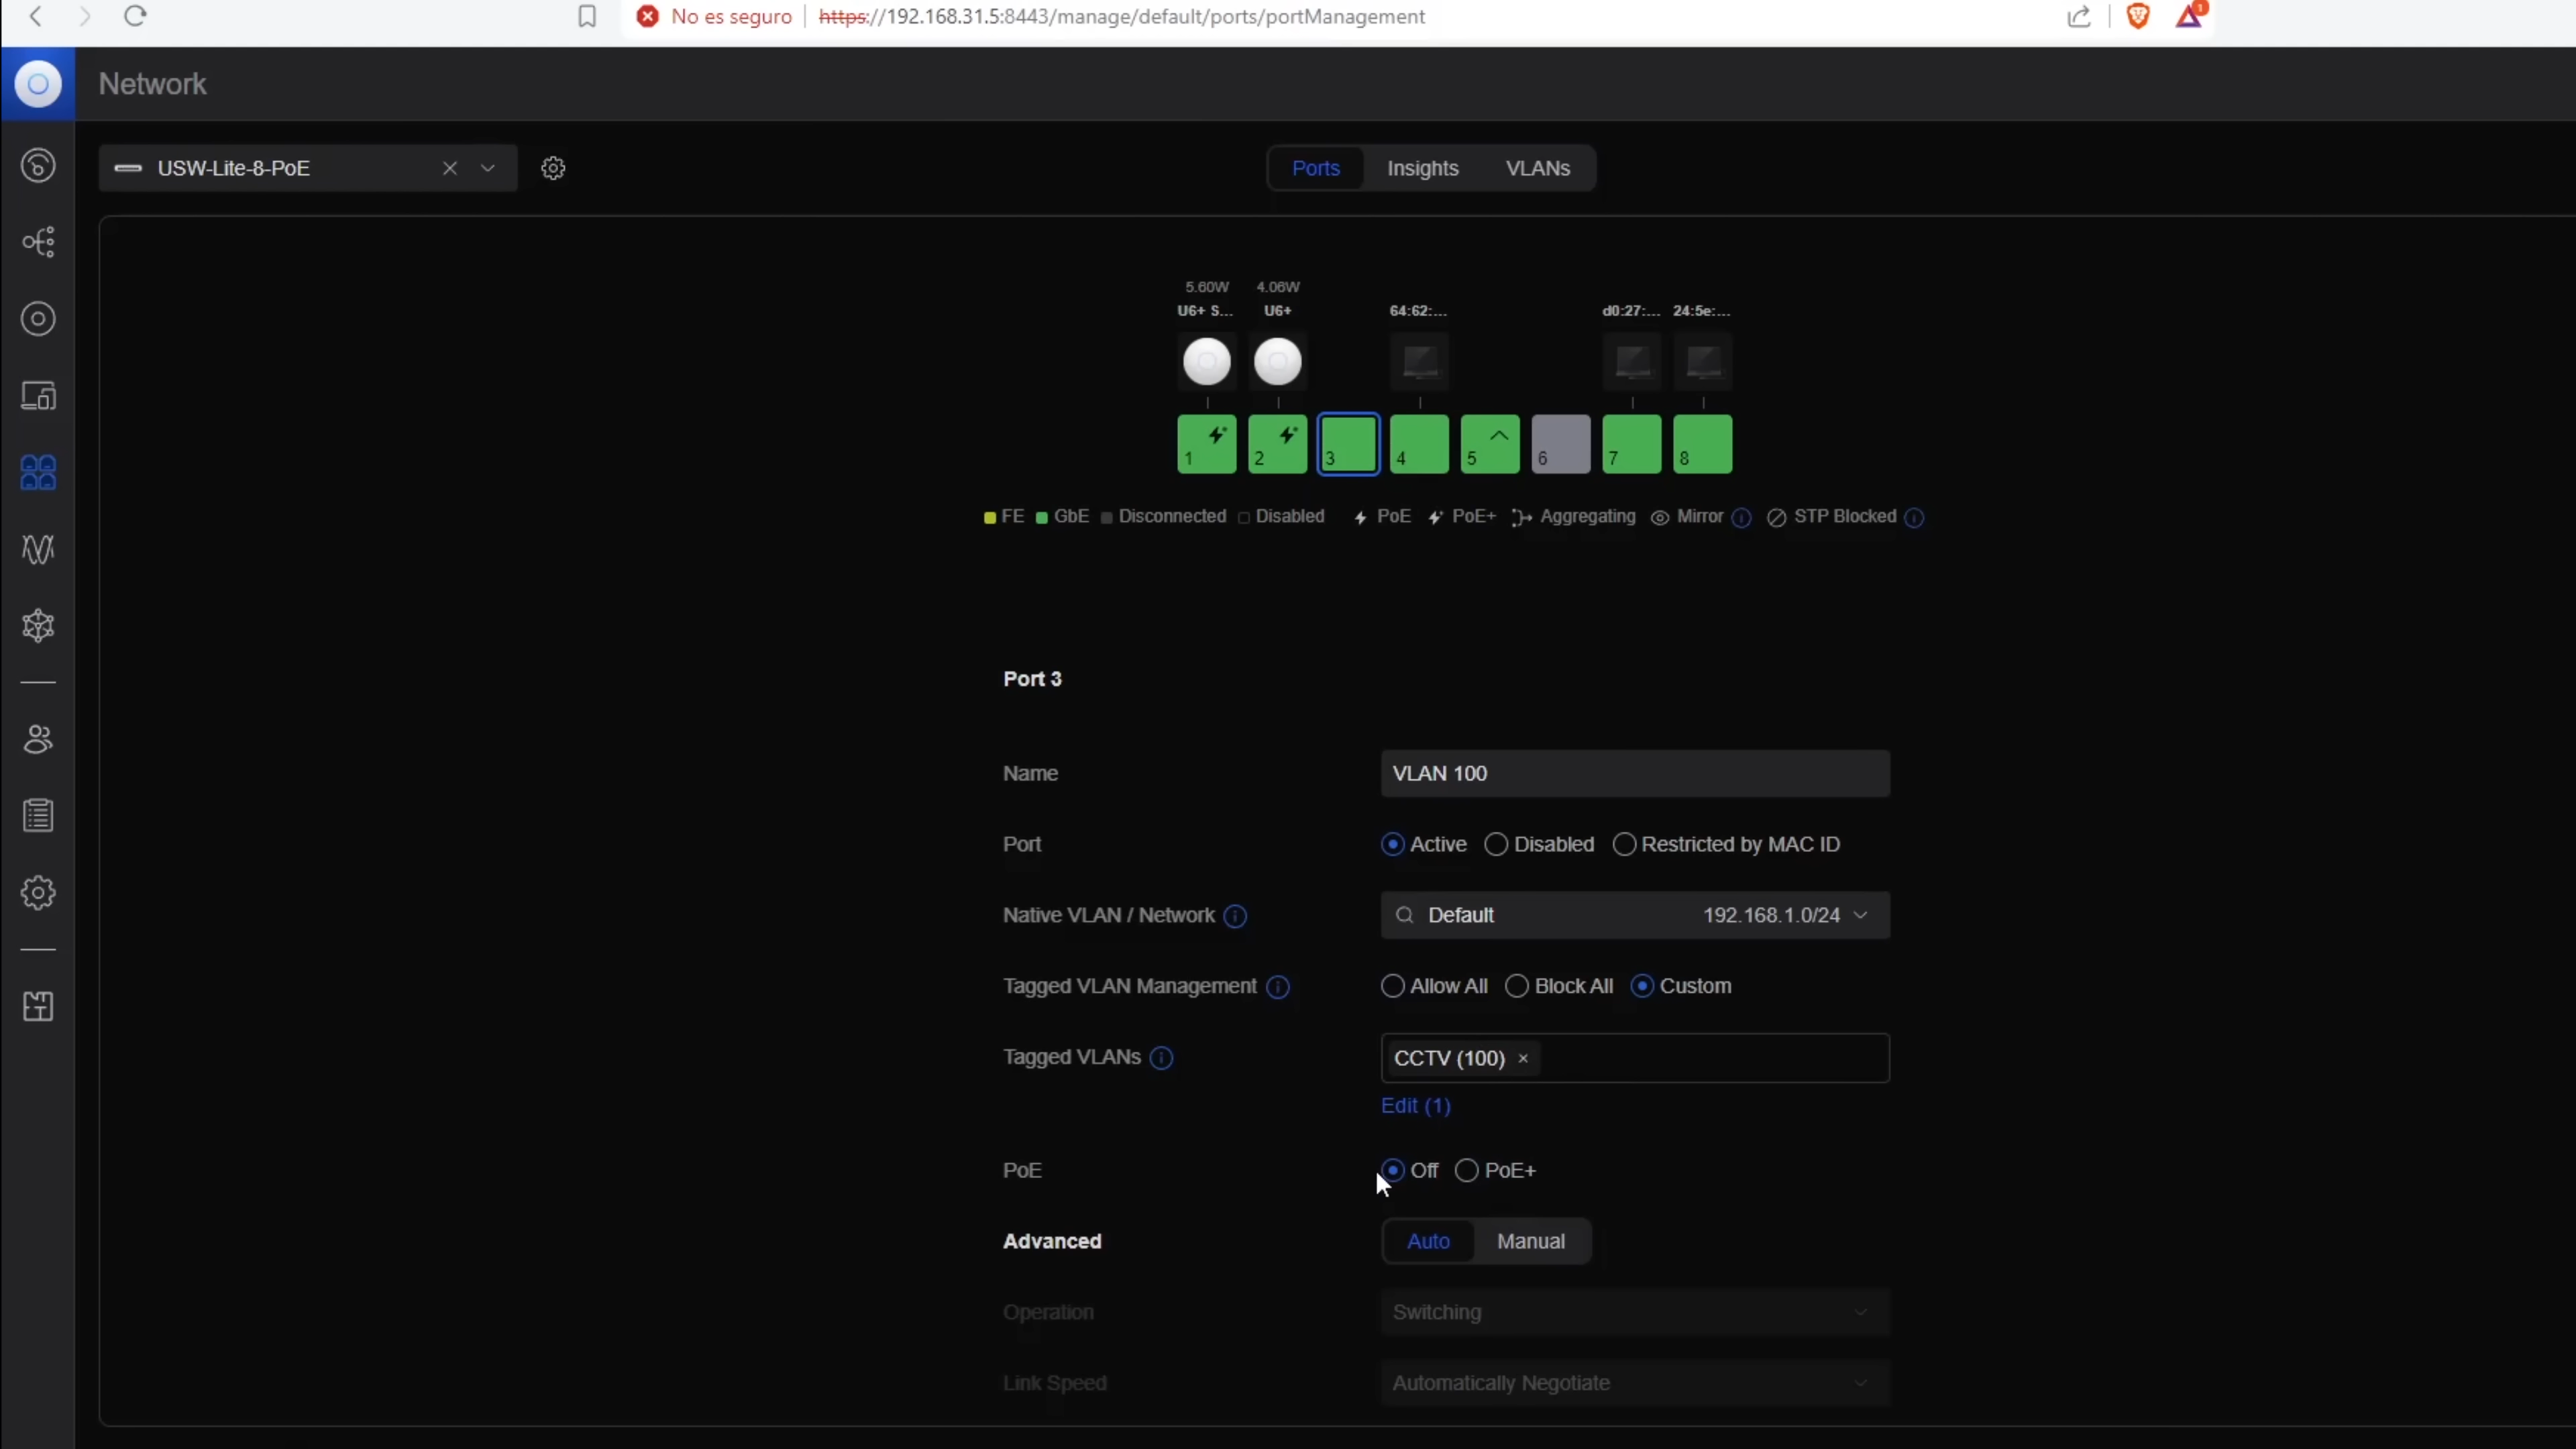 No es seguro https://192.168.31.5:8443/manage/default/ports/portManagement 1
Network
USW-Lite-8-PoE
Ports Insights VLANs
5.60W 4.06W
U6+ S... U6+ 64:62:... d0:27:... 24:5e:...
1 2 3 4 5 6 7 8
FE GbE Disconnected Disabled PoE PoE+ Aggregating Mirror STP Blocked
Port 3
Name VLAN 100
Port Active Disabled Restricted by MAC ID
Native VLAN / Network Default 192.168.1.0/24
Tagged VLAN Management Allow All Block All Custom
Tagged VLANs CCTV (100) ×
Edit (1)
PoE Off PoE+
Advanced Auto Manual
Operation Switching
Link Speed Automatically Negotiate